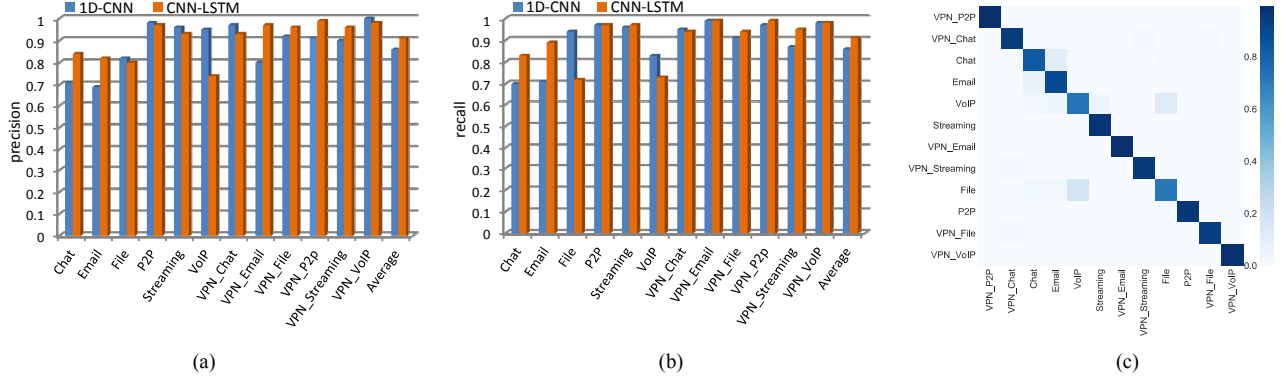 1D-CNN CNN-LSTM
precision
1
0.9
0.8
0.7
0.6
0.5
0.4
0.3
0.2
0.1
0
Chat
Email
File
P2P
Streaming
VoIP
VPN_Chat
VPN_Email
VPN_File
VPN_P2p
VPN_Streaming
VPN_VoIP
Average
(a)
1D-CNN CNN-LSTM
recall
1
0.9
0.8
0.7
0.6
0.5
0.4
0.3
0.2
0.1
0
Chat
Email
File
P2P
Streaming
VoIP
VPN_Chat
VPN_Email
VPN_File
VPN_P2p
VPN_Streaming
VPN_VoIP
Average
(b)
VPN_P2P
VPN_Chat
Chat
Email
VoIP
Streaming
VPN_Email
VPN_Streaming
File
P2P
VPN_File
VPN_VoIP
VPN_P2P
VPN_Chat
Chat
Email
VoIP
Streaming
VPN_Email
VPN_Streaming
File
P2P
VPN_File
VPN_VoIP
0.8
0.6
0.4
0.2
0.0
(c)